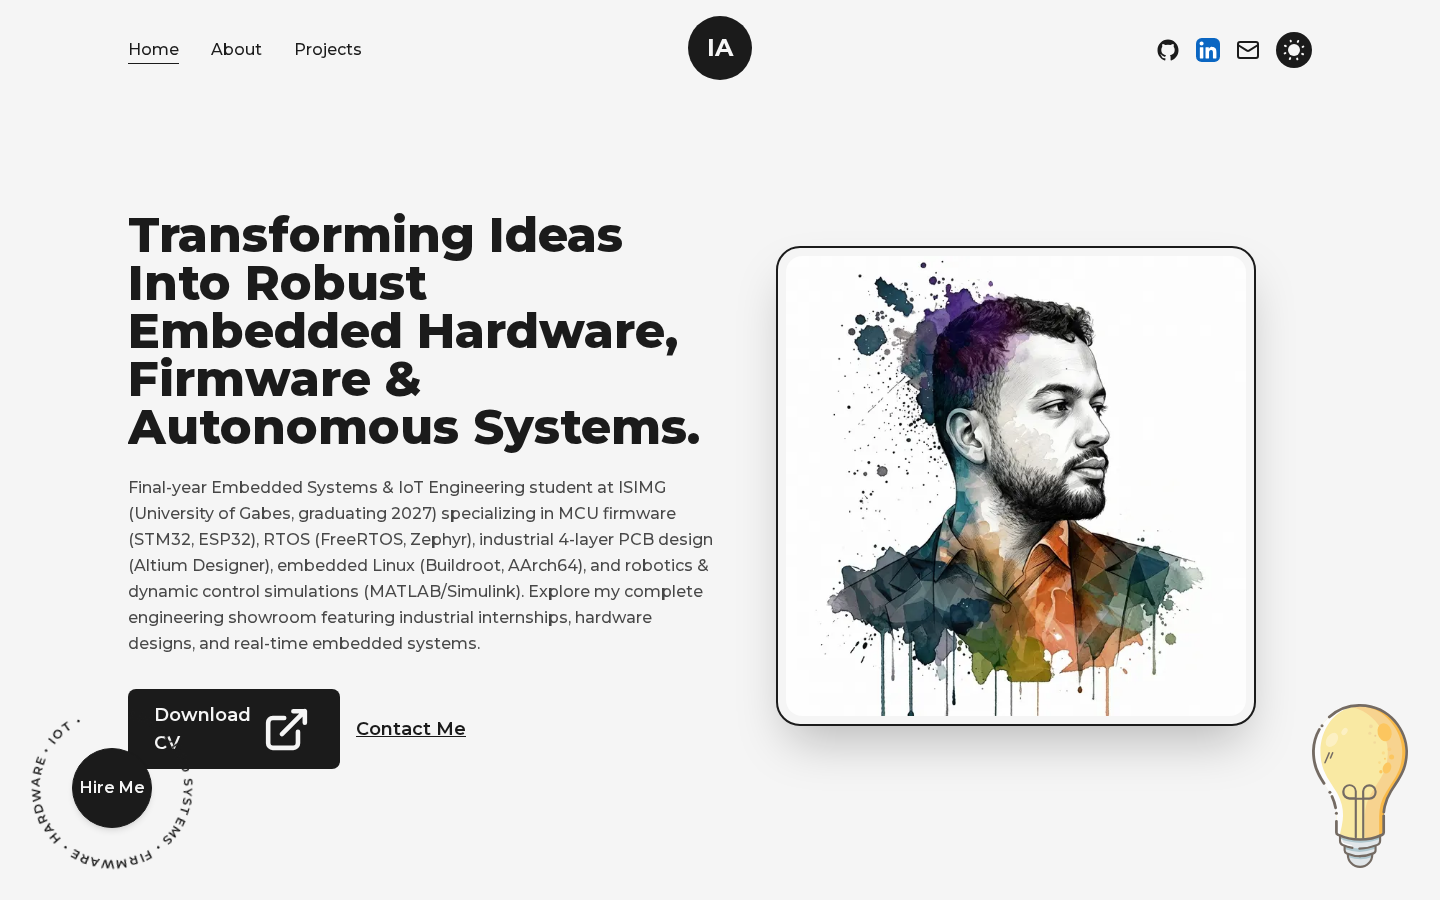 Home
About
Projects
IA
Transforming Ideas
Into Robust
Embedded Hardware,
Firmware &
Autonomous Systems.
Final-year Embedded Systems & IoT Engineering student at ISIMG
(University of Gabes, graduating 2027) specializing in MCU firmware
(STM32, ESP32), RTOS (FreeRTOS, Zephyr), industrial 4-layer PCB design
(Altium Designer), embedded Linux (Buildroot, AArch64), and robotics &
dynamic control simulations (MATLAB/Simulink). Explore my complete
engineering showroom featuring industrial internships, hardware
designs, and real-time embedded systems.
Download
CV
Contact Me
Hire Me
SYSTEMS • FIRMWARE • HARDWARE • IOT •